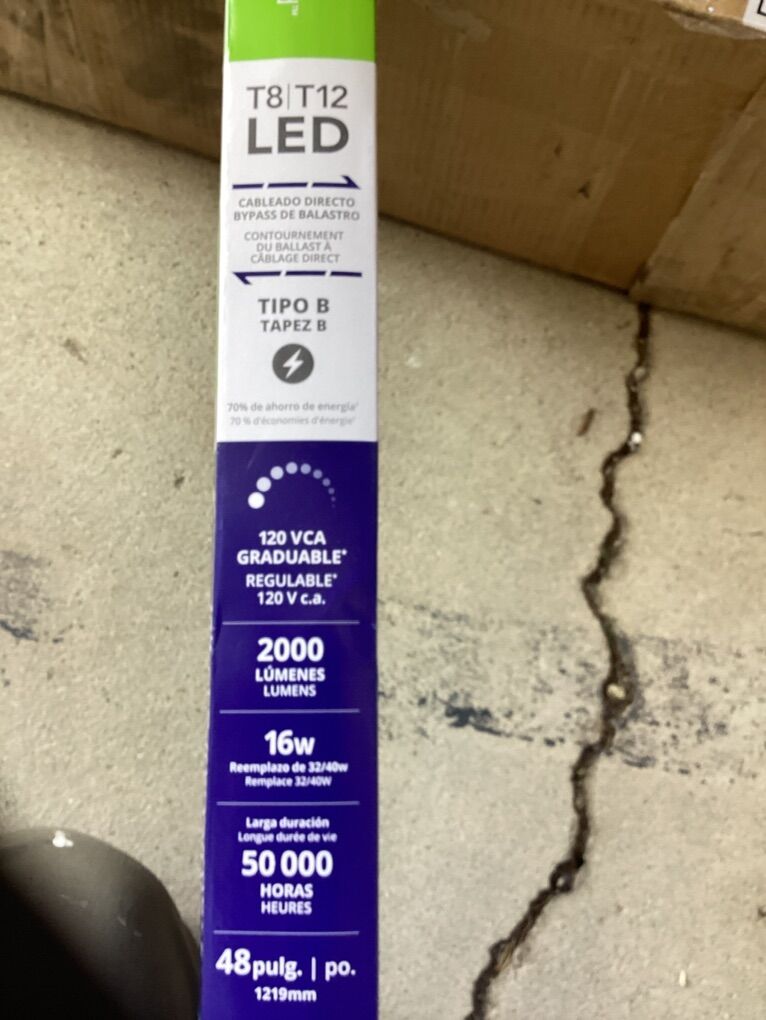 T8|T12
LED
CABLEADO DIRECTO
BYPASS DE BALASTRO
CONTOURNEMENT
DU BALLAST À
CÂBLAGE DIRECT
TIPO B
TAPEZ B
70% de ahorro de energía
70 % d'économies d'énergie
120 VCA
GRADUABLE*
REGULABLE*
120 V c.a.
2000
LÚMENES
LUMENS
16w
Reemplazo de 32/40w
Remplace 32/40W
Larga duración
Longue durée de vie
50 000
HORAS
HEURES
48 pulg. | po.
1219mm